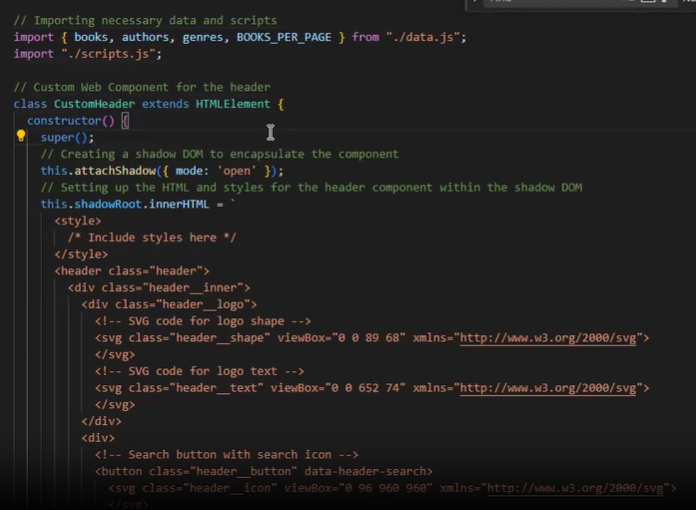 // Importing necessary data and scripts
import { books, authors, genres, BOOKS_PER_PAGE } from "./data.js";
import "./scripts.js";
// Custom Web Component for the header
class CustomHeader extends HTMLElement {
constructor() {
super();
// Creating a shadow DOM to encapsulate the component
this.attachShadow({ mode: 'open' });
// Setting up the HTML and styles for the header component within the shadow DOM
this.shadowRoot.innerHTML = `
<style>
/* Include styles here */
</style>
<header class="header">
<div class="header__inner">
<div class="header__logo">
<!-- SVG code for logo shape -->
<svg class="header__shape" viewBox="0 0 89 68" xmlns="http://www.w3.org/2000/svg">
</svg>
<!-- SVG code for logo text -->
<svg class="header__text" viewBox="0 0 652 74" xmlns="http://www.w3.org/2000/svg">
</svg>
</div>
<div>
<!-- Search button with search icon -->
<button class="header__button" data-header-search>
<svg class="header__icon" viewBox="0 96 960 960" xmlns="http://www.w3.org/2000/svg">
</svg>